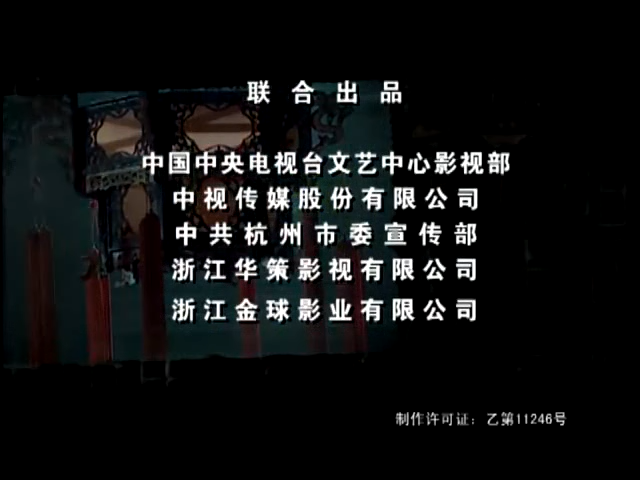 联合出品
中国中央电视台文艺中心影视部
中视传媒股份有限公司
中共杭州市委宣传部
浙江华策影视有限公司
浙江金球影业有限公司
制作许可证：乙第11246号